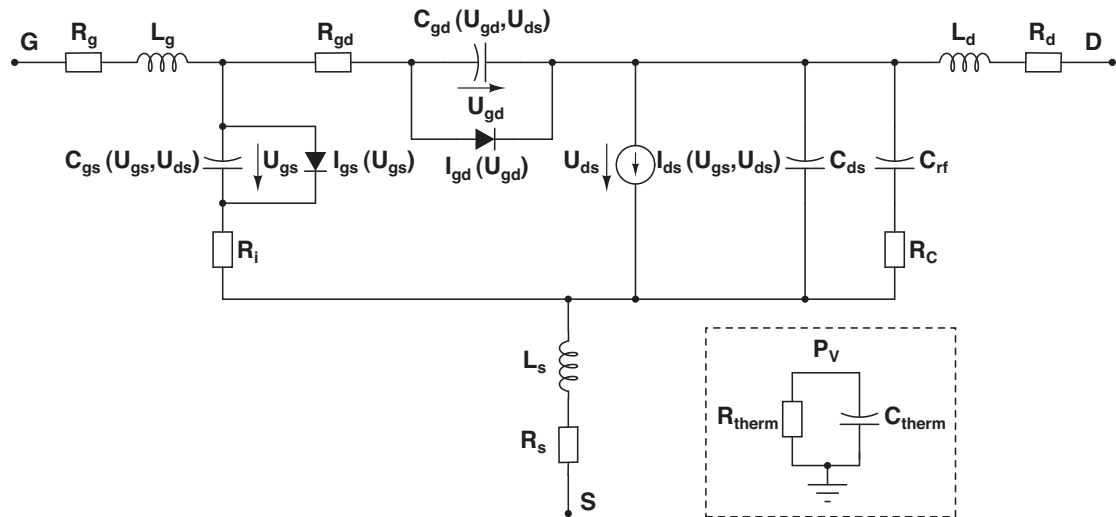 C_gd (U_gd,U_ds)
G R_g L_g R_gd L_d R_d D
U_gd
C_gs (U_gs,U_ds) U_gs I_gs (U_gs) I_gd (U_gd) U_ds I_ds (U_gs,U_ds) C_ds C_rf
R_i R_C
L_s P_V
R_therm C_therm
R_s
S